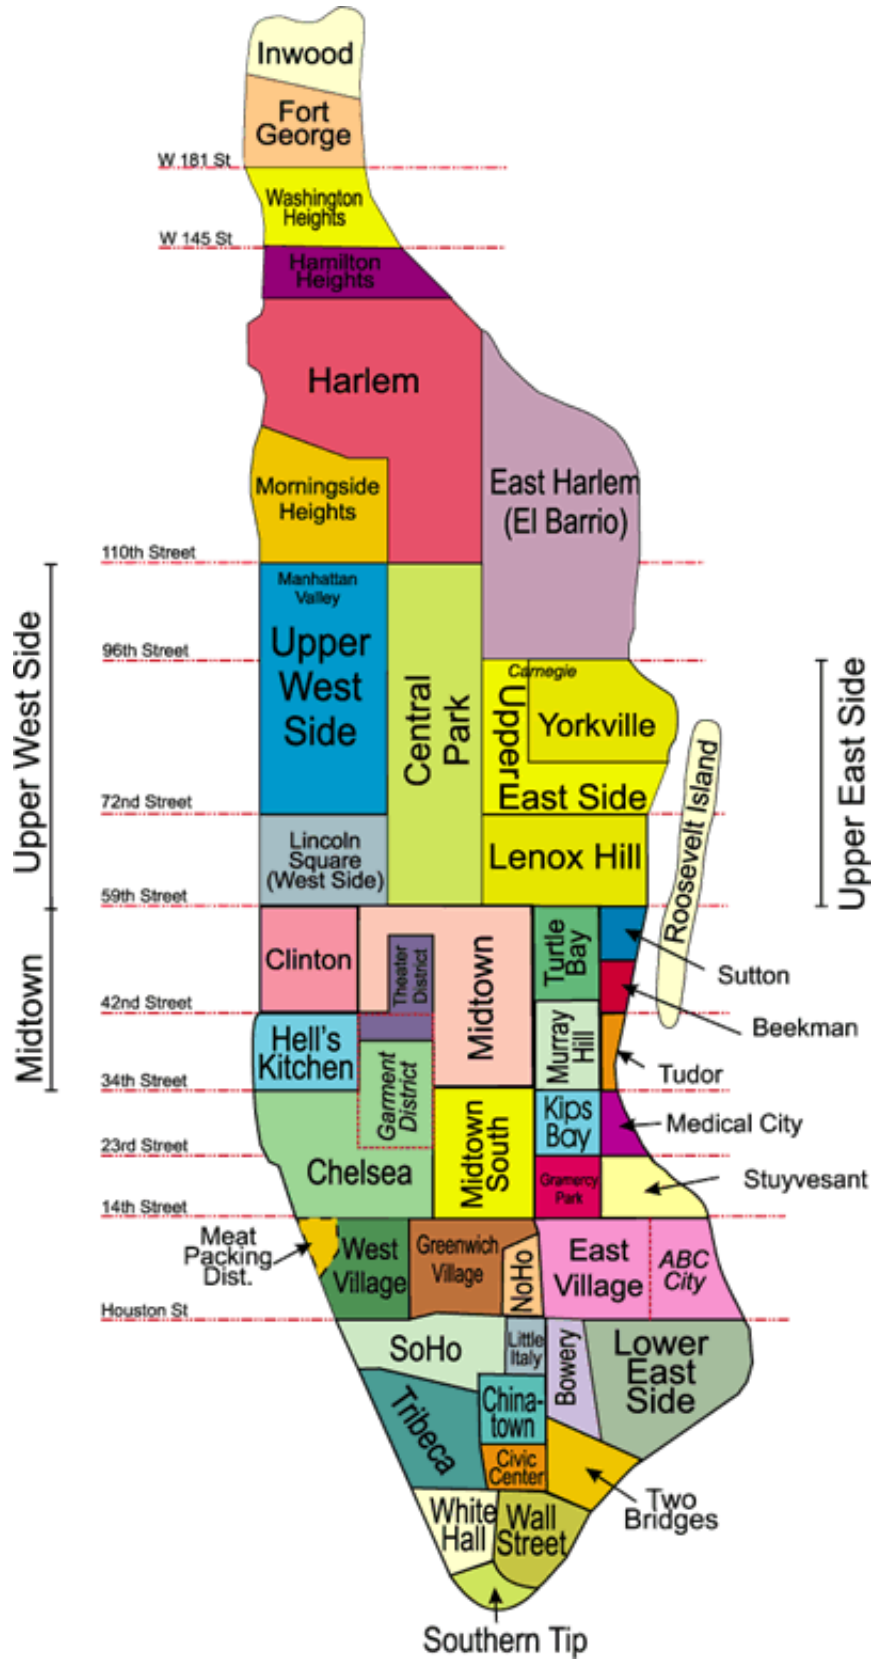 Inwood
Fort
George
W 181 St
Washington
Heights
W 145 St
Hamilton
Heights
Harlem
East Harlem
(El Barrio)
Morningside
Heights
110th Street
Manhattan
Valley
Upper
West
Side
Upper West Side
Central
Park
96th Street
Carnegie
Upper
East Side
Yorkville
Upper East Side
Roosevelt Island
72nd Street
Lincoln
Square
(West Side)
Lenox Hill
59th Street
Midtown
Clinton
Theater
District
Midtown
Turtle
Bay
Sutton
Beekman
42nd Street
Hell's
Kitchen
Garment
District
Murray
Hill
Tudor
34th Street
Kips
Bay
Medical City
Midtown
South
23rd Street
Chelsea
Gramercy
Park
Stuyvesant
14th Street
Meat
Packing
Dist.
West
Village
Greenwich
Village
NoHo
East
Village
ABC
City
Houston St
SoHo
Little
Italy
Bowery
Lower
East
Side
Tribeca
China-
town
Civic
Center
Two
Bridges
White
Hall
Wall
Street
Southern Tip